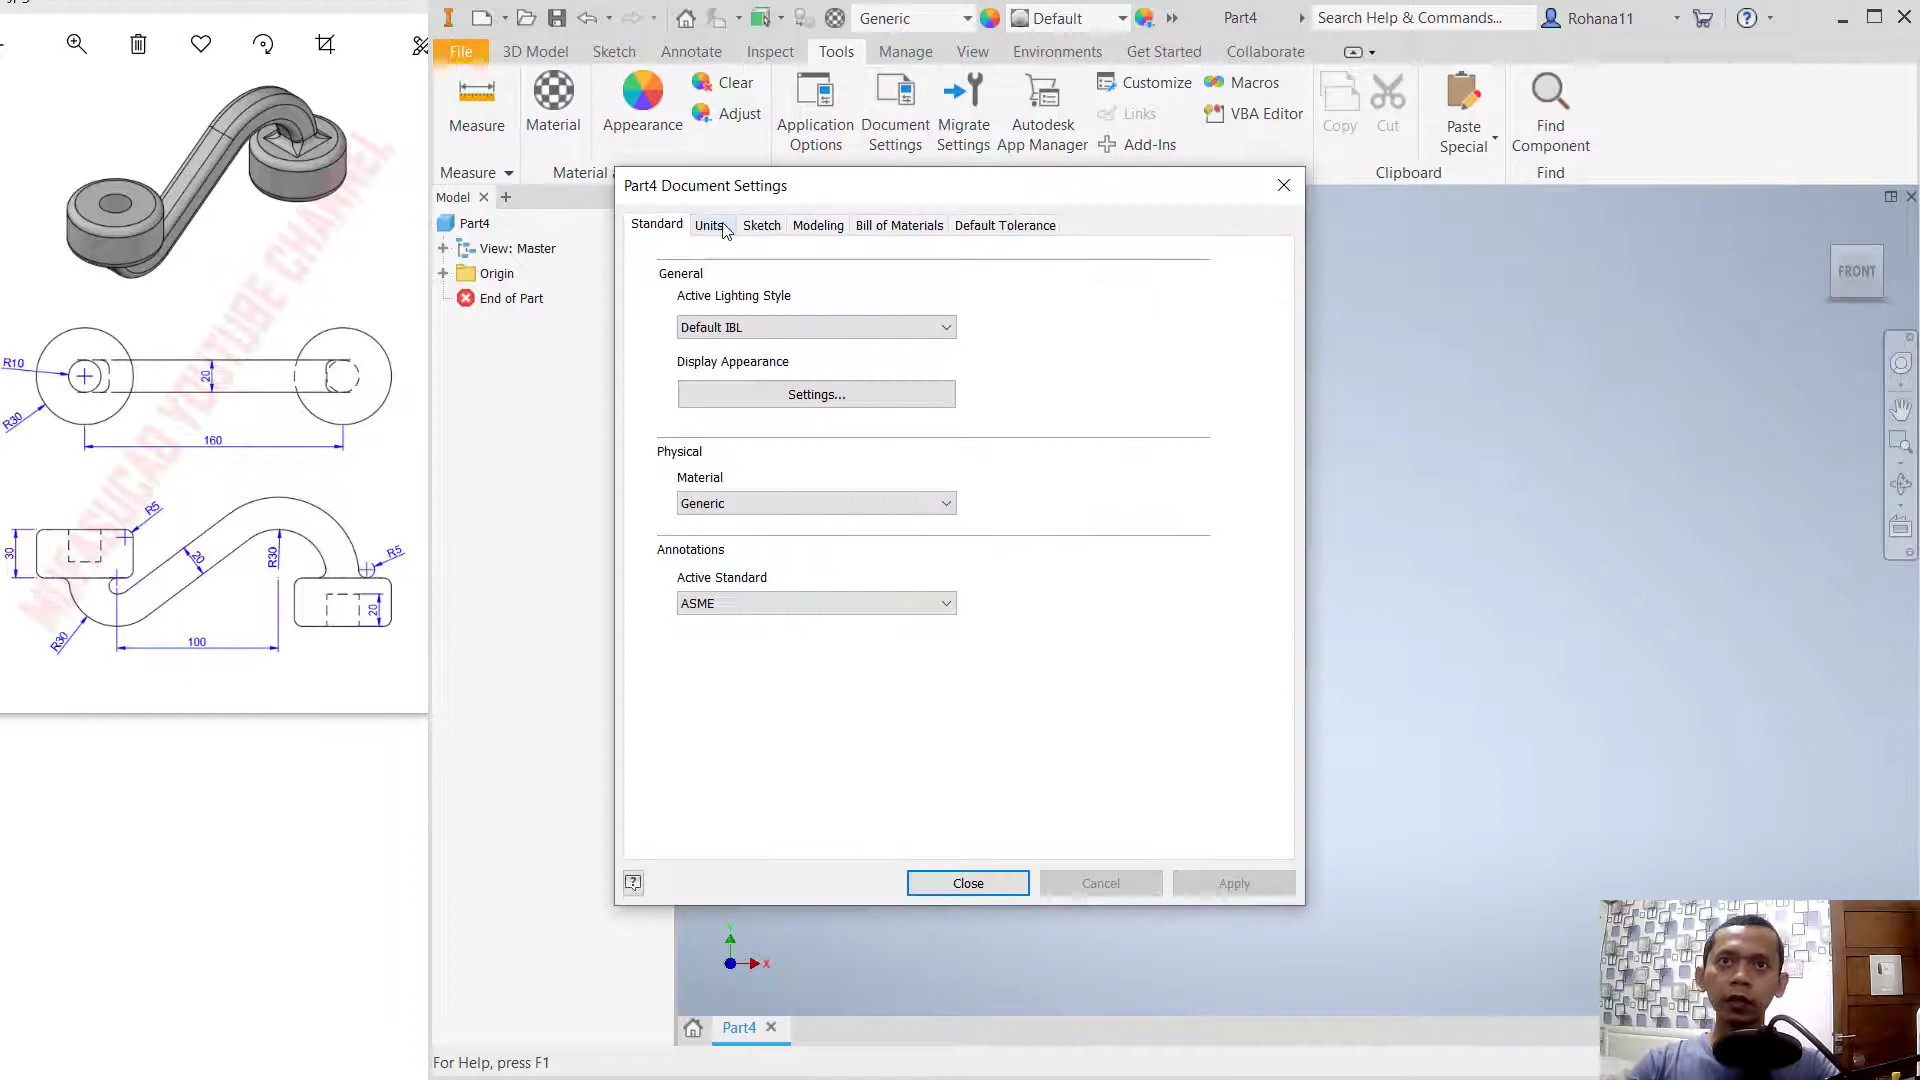 Generic
Default
Part4
Search Help & Commands...
Rohana11
File
3D Model
Sketch
Annotate
Inspect
Tools
Manage
View
Environments
Get Started
Collaborate
Measure
Material
Appearance
Clear
Adjust
Application
Options
Document
Settings
Migrate
Settings
Autodesk
App Manager
Customize
Links
Add-Ins
Macros
VBA Editor
Copy
Cut
Paste
Special
Find
Component
Measure
Material
Clipboard
Find
Model
Part4
View: Master
Origin
End of Part
Part4 Document Settings
Standard
Units
Sketch
Modeling
Bill of Materials
Default Tolerance
General
Active Lighting Style
Default IBL
Display Appearance
Settings...
Physical
Material
Generic
Annotations
Active Standard
ASME
Close
Cancel
Apply
FRONT
R10
20
R30
160
R5
30
20
R30
R5
20
R30
100
Y
X
Part4
For Help, press F1